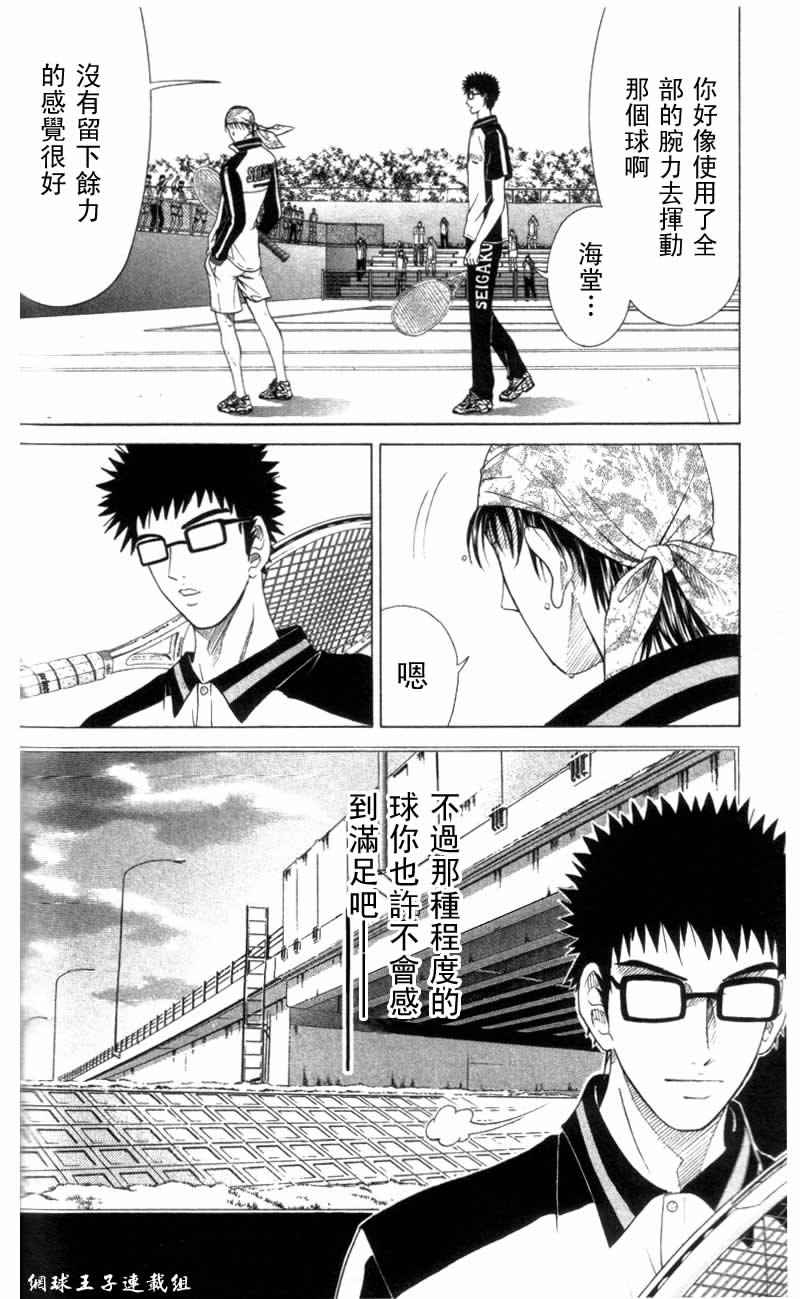 你好像使用了全
部的腕力去揮動
那個球啊
海堂…
沒有留下餘力
的感覺很好
SEIGAKU
嗯
不過那種程度的
球你也許不會感
到滿足吧——
網球王子連載組